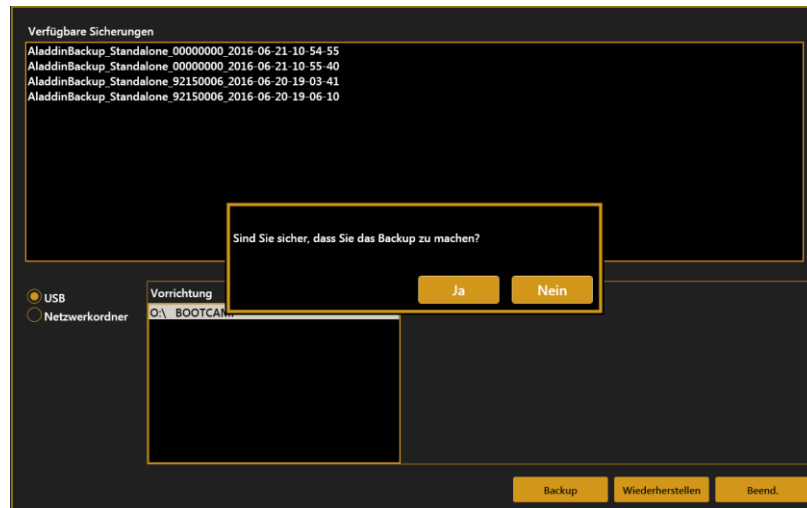 Verfügbare Sicherungen
AladdinBackup_Standalone_00000000_2016-06-21-10-54-55
AladdinBackup_Standalone_00000000_2016-06-21-10-55-40
AladdinBackup_Standalone_92150006_2016-06-20-19-03-41
AladdinBackup_Standalone_92150006_2016-06-20-19-06-10
Sind Sie sicher, dass Sie das Backup zu machen?
Ja Nein
USB
Netzwerkordner
Vorrichtung
O:\ BOOTCAMP
Backup Wiederherstellen Beend.